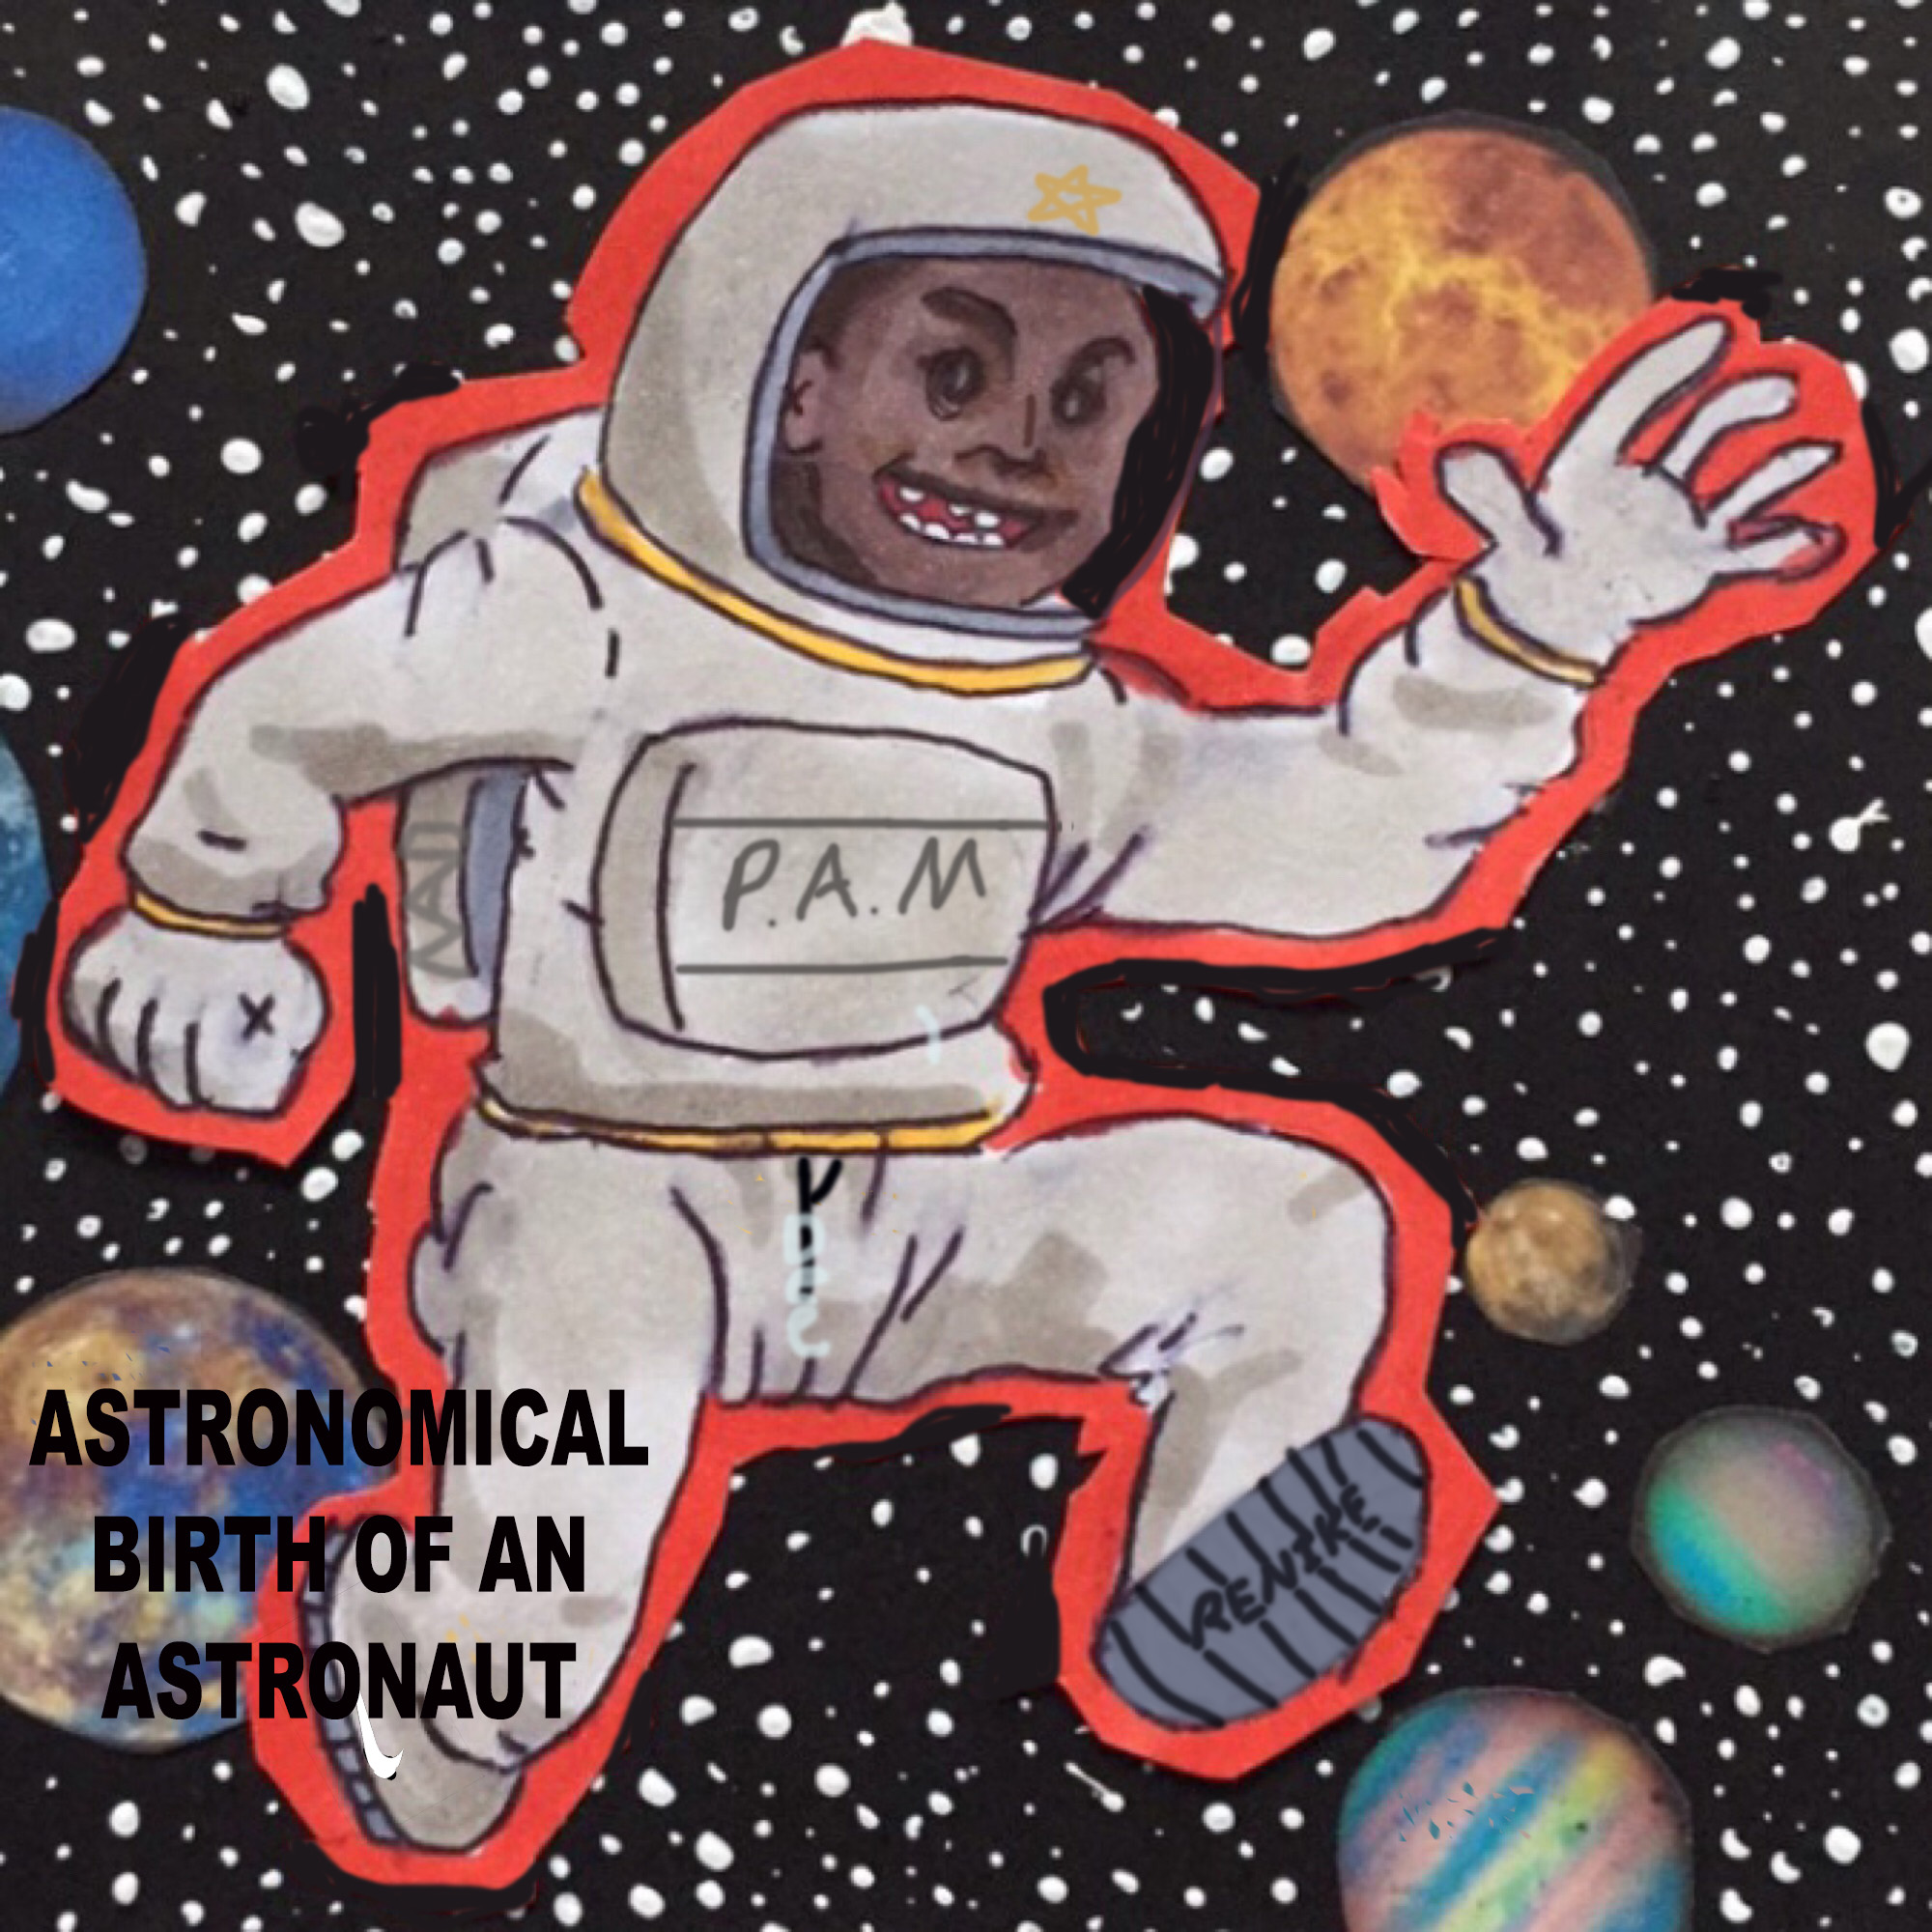 P.A.M
ASTRONOMICAL
BIRTH OF AN
RENIKE
ASTRONAUT